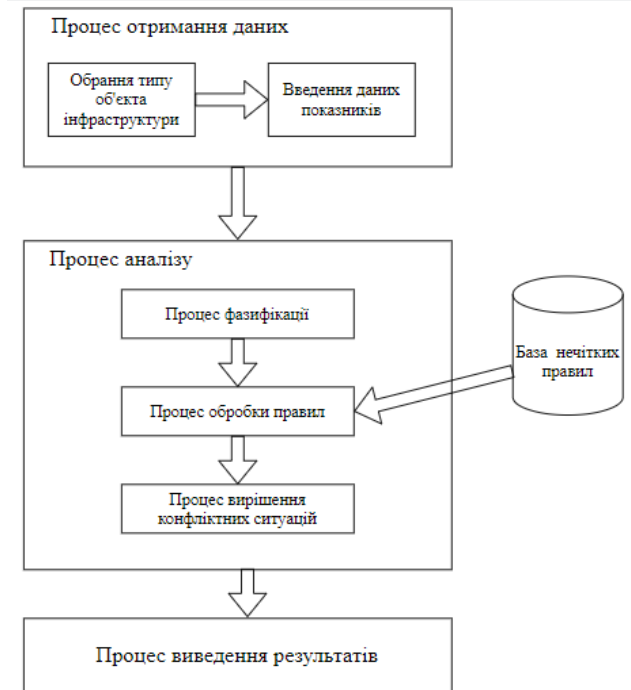 Процес отримання даних
Обрання типу
об'єкта
інфраструктури
Введення даних
показників
Процес аналізу
Процес фазифікації
База нечітких
правил
Процес обробки правил
Процес вирішення
конфліктних ситуацій
Процес виведення результатів